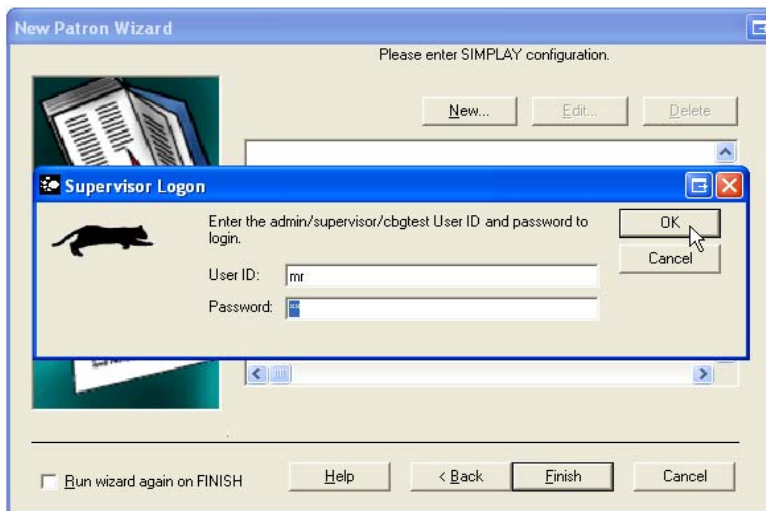 New Patron Wizard
Please enter SIMPLAY configuration.
New... Edit... Delete
Supervisor Logon
Enter the admin/supervisor/cbgtest User ID and password to
login.
OK
Cancel
User ID: mr
Password: **
Run wizard again on FINISH Help < Back Finish Cancel